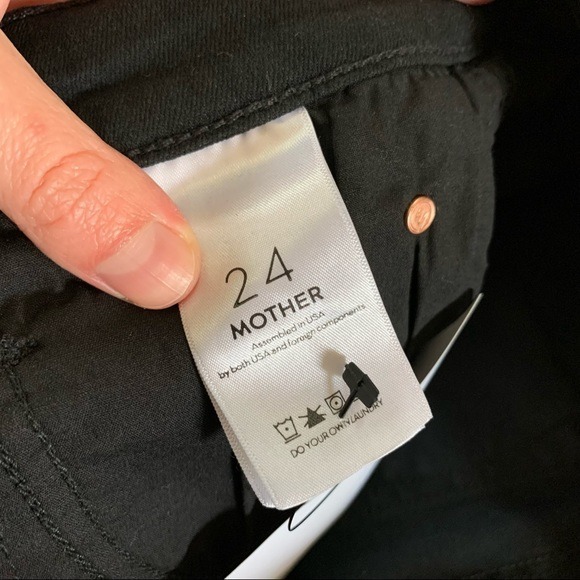 24
MOTHER
Assembled in USA
by both USA and foreign components
DO YOUR OWN LAUNDRY